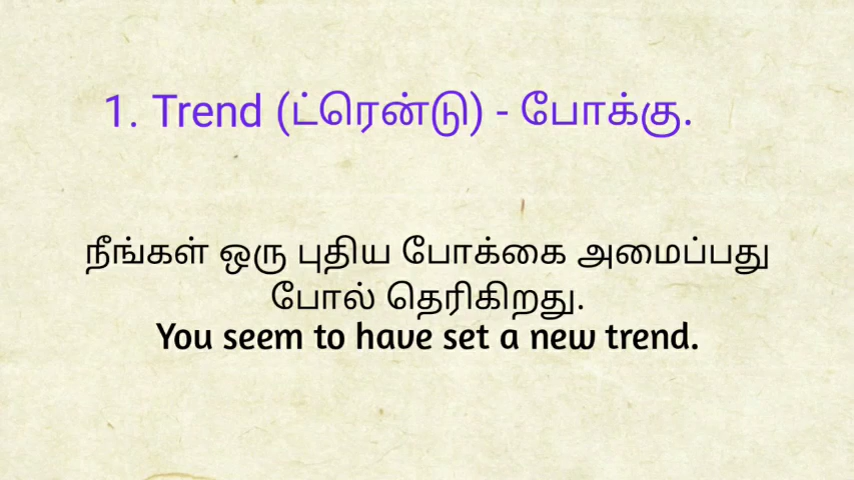 1. Trend (ட்ரென்டு) - போக்கு.
நீங்கள் ஒரு புதிய போக்கை அமைப்பது
போல் தெரிகிறது.
You seem to have set a new trend.